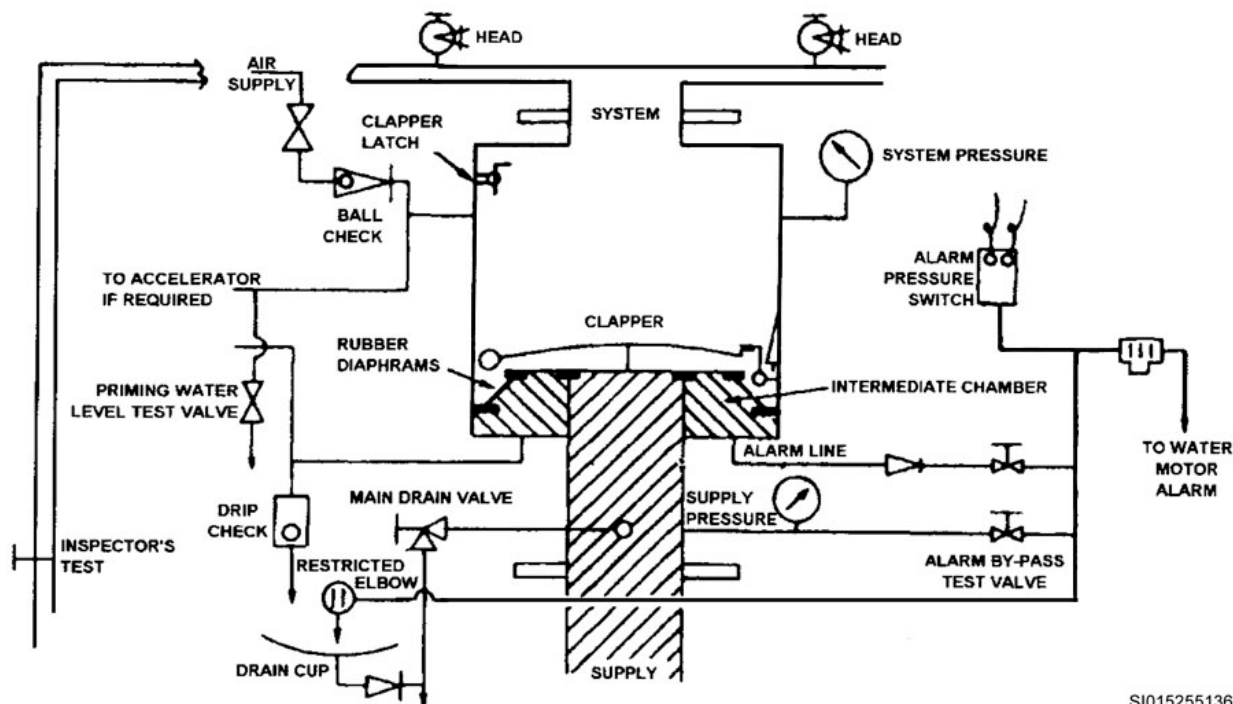 HEAD
HEAD
AIR
SUPPLY
SYSTEM
CLAPPER
LATCH
SYSTEM PRESSURE
BALL
CHECK
ALARM
PRESSURE
SWITCH
TO ACCELERATOR
IF REQUIRED
CLAPPER
RUBBER
DIAPHRAMS
INTERMEDIATE CHAMBER
PRIMING WATER
LEVEL TEST VALVE
ALARM LINE
TO WATER
MOTOR
ALARM
MAIN DRAIN VALVE
SUPPLY
PRESSURE
DRIP
CHECK
INSPECTOR'S
TEST
RESTRICTED
ELBOW
ALARM BY-PASS
TEST VALVE
DRAIN CUP
SUPPLY
SI015255136